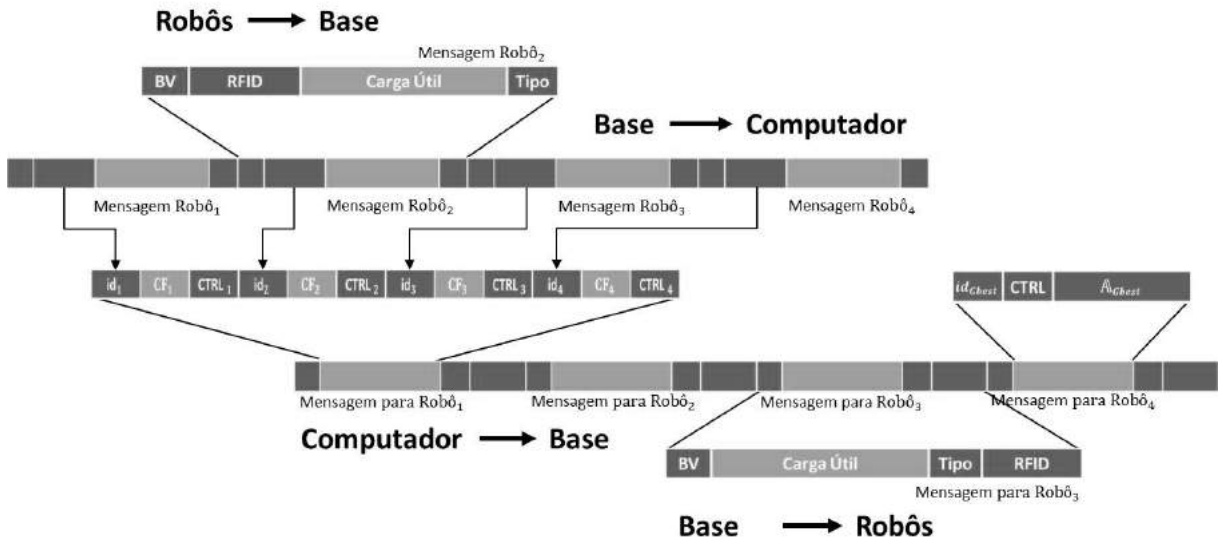 Robôs → Base
Mensagem Robô₂
BV RFID Carga Útil Tipo
Base → Computador
Mensagem Robô₁ Mensagem Robô₂ Mensagem Robô₃ Mensagem Robô₄
id₁ CF₁ CTRL₁ id₂ CF₂ CTRL₂ id₃ CF₃ CTRL₃ id₄ CF₄ CTRL₄
id_Gbest CTRL 𝔸_Gbest
Mensagem para Robô₁ Mensagem para Robô₂ Mensagem para Robô₃ Mensagem para Robô₄
Computador → Base
BV Carga Útil Tipo RFID
Mensagem para Robô₃
Base → Robôs